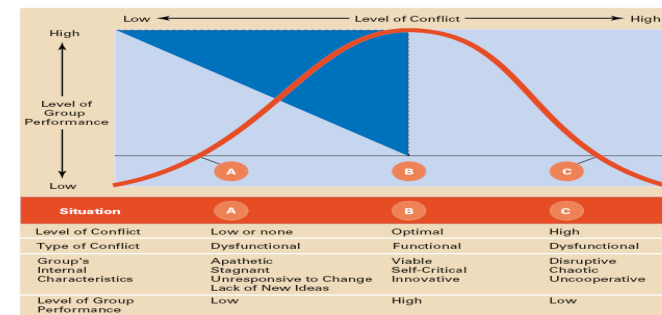 Low Level of Conflict High
High
Level of
Group
Performance
Low
A B C
Situation A B C
Level of Conflict Low or none Optimal High
Type of Conflict Dysfunctional Functional Dysfunctional
Group's Apathetic Viable Disruptive
Internal Stagnant Self-Critical Chaotic
Characteristics Unresponsive to Change Innovative Uncooperative
Lack of New Ideas
Level of Group Low High Low
Performance